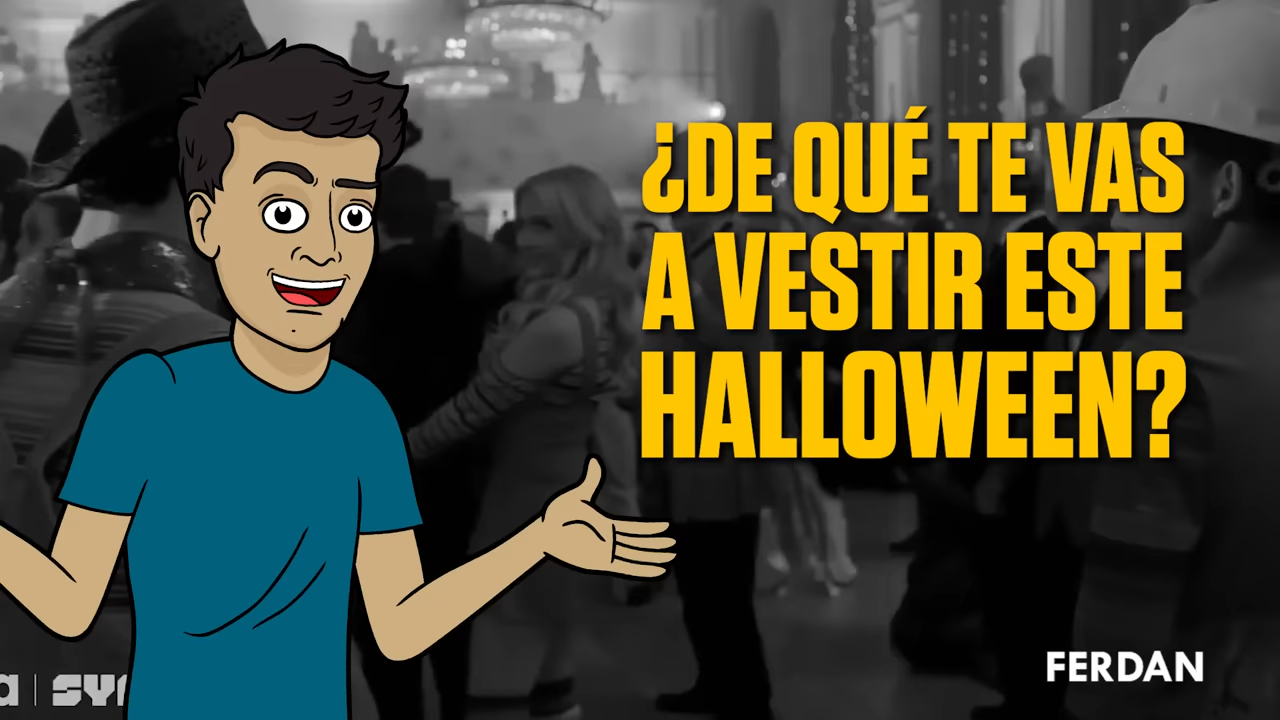 ¿DE QUÉ TE VAS
A VESTIR ESTE
HALLOWEEN?
FERDAN